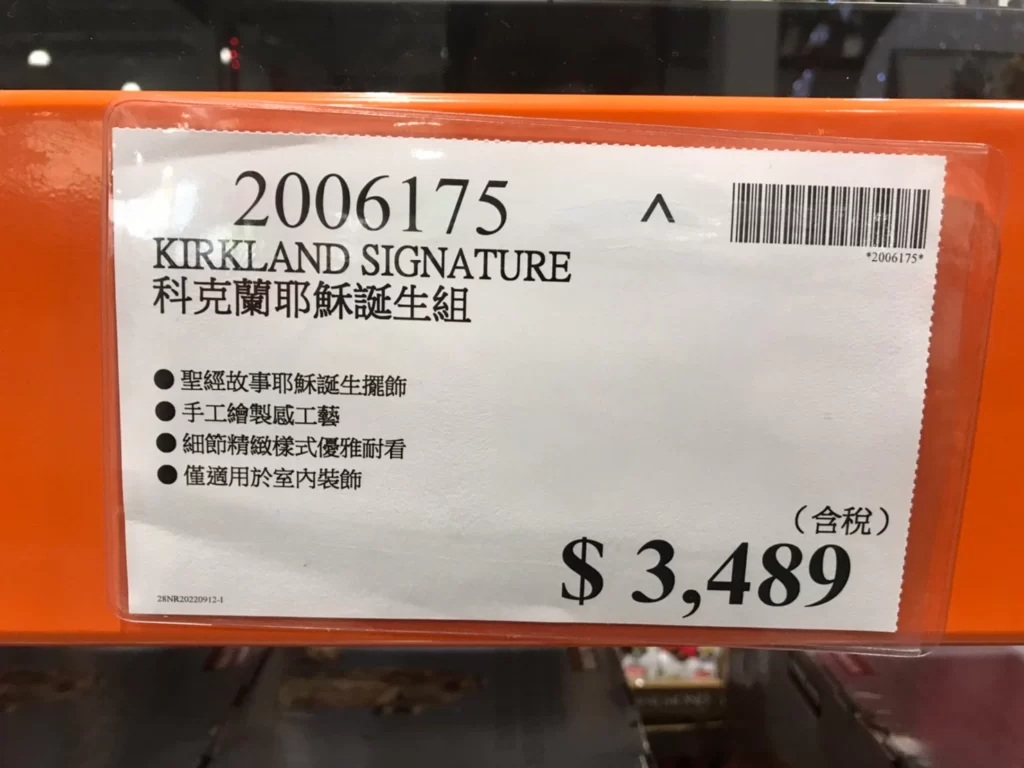 2006175
^
*2006175*
KIRKLAND SIGNATURE
科克蘭耶穌誕生組
●聖經故事耶穌誕生擺飾
●手工繪製感工藝
●細節精緻樣式優雅耐看
●僅適用於室內裝飾
（含稅）
$ 3,489
28NR20220912-1